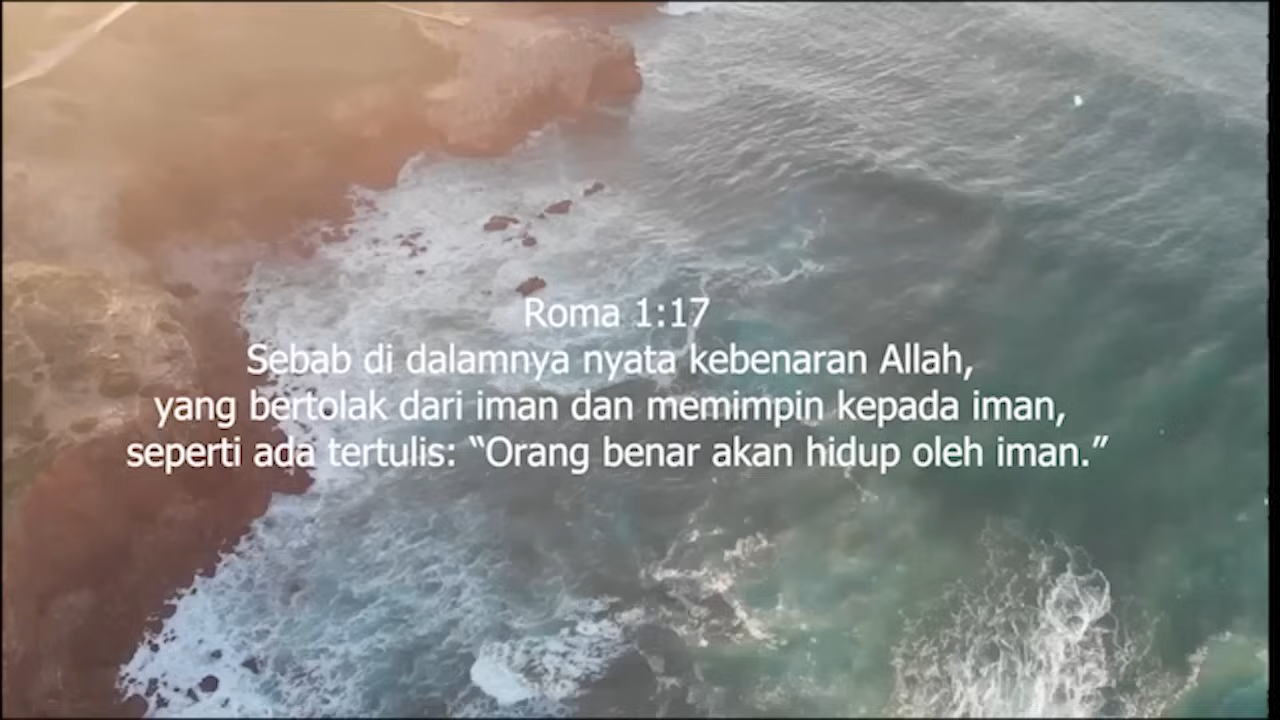 Roma 1:17
Sebab di dalamnya nyata kebenaran Allah,
yang bertolak dari iman dan memimpin kepada iman,
seperti ada tertulis: “Orang benar akan hidup oleh iman.”